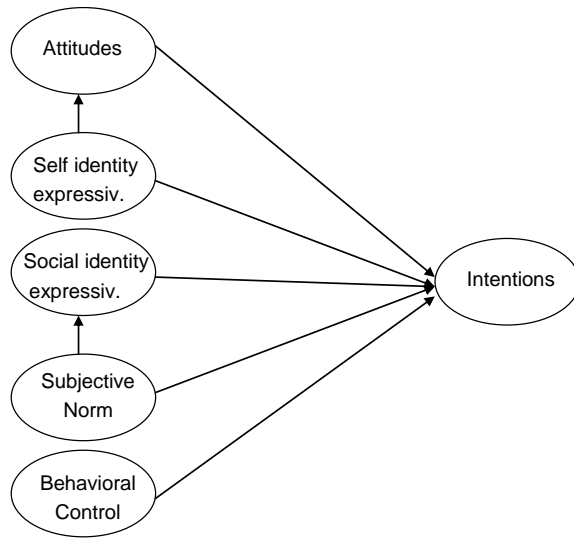 Attitudes
Self identity
expressiv.
Social identity
expressiv.
Intentions
Subjective
Norm
Behavioral
Control